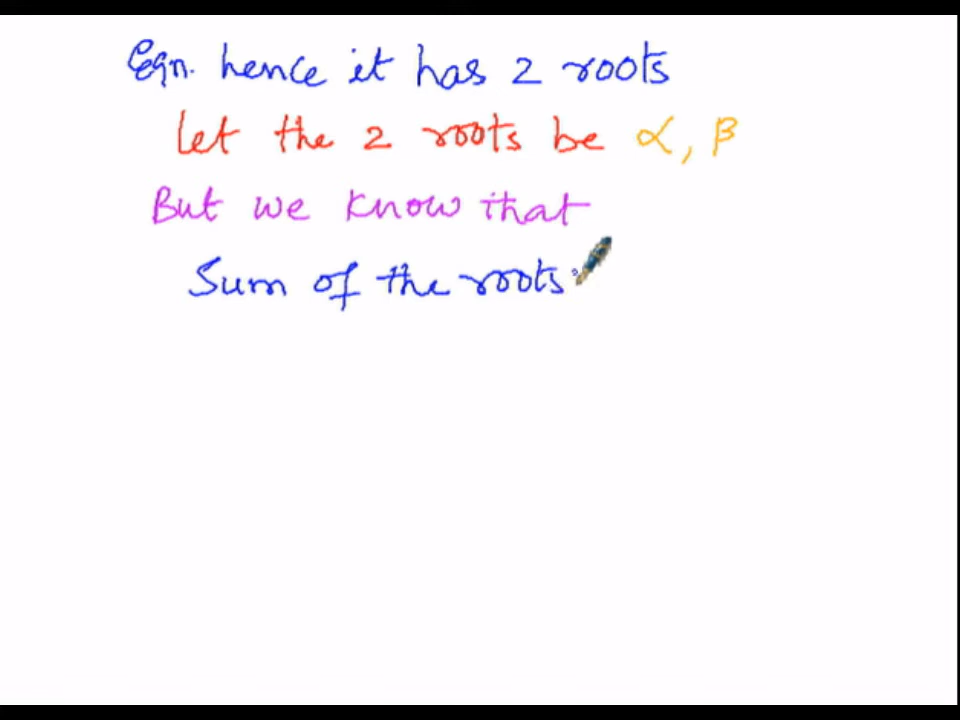 Eqn. hence it has 2 roots
Let the 2 roots be α, β
But we know that
Sum of the roots